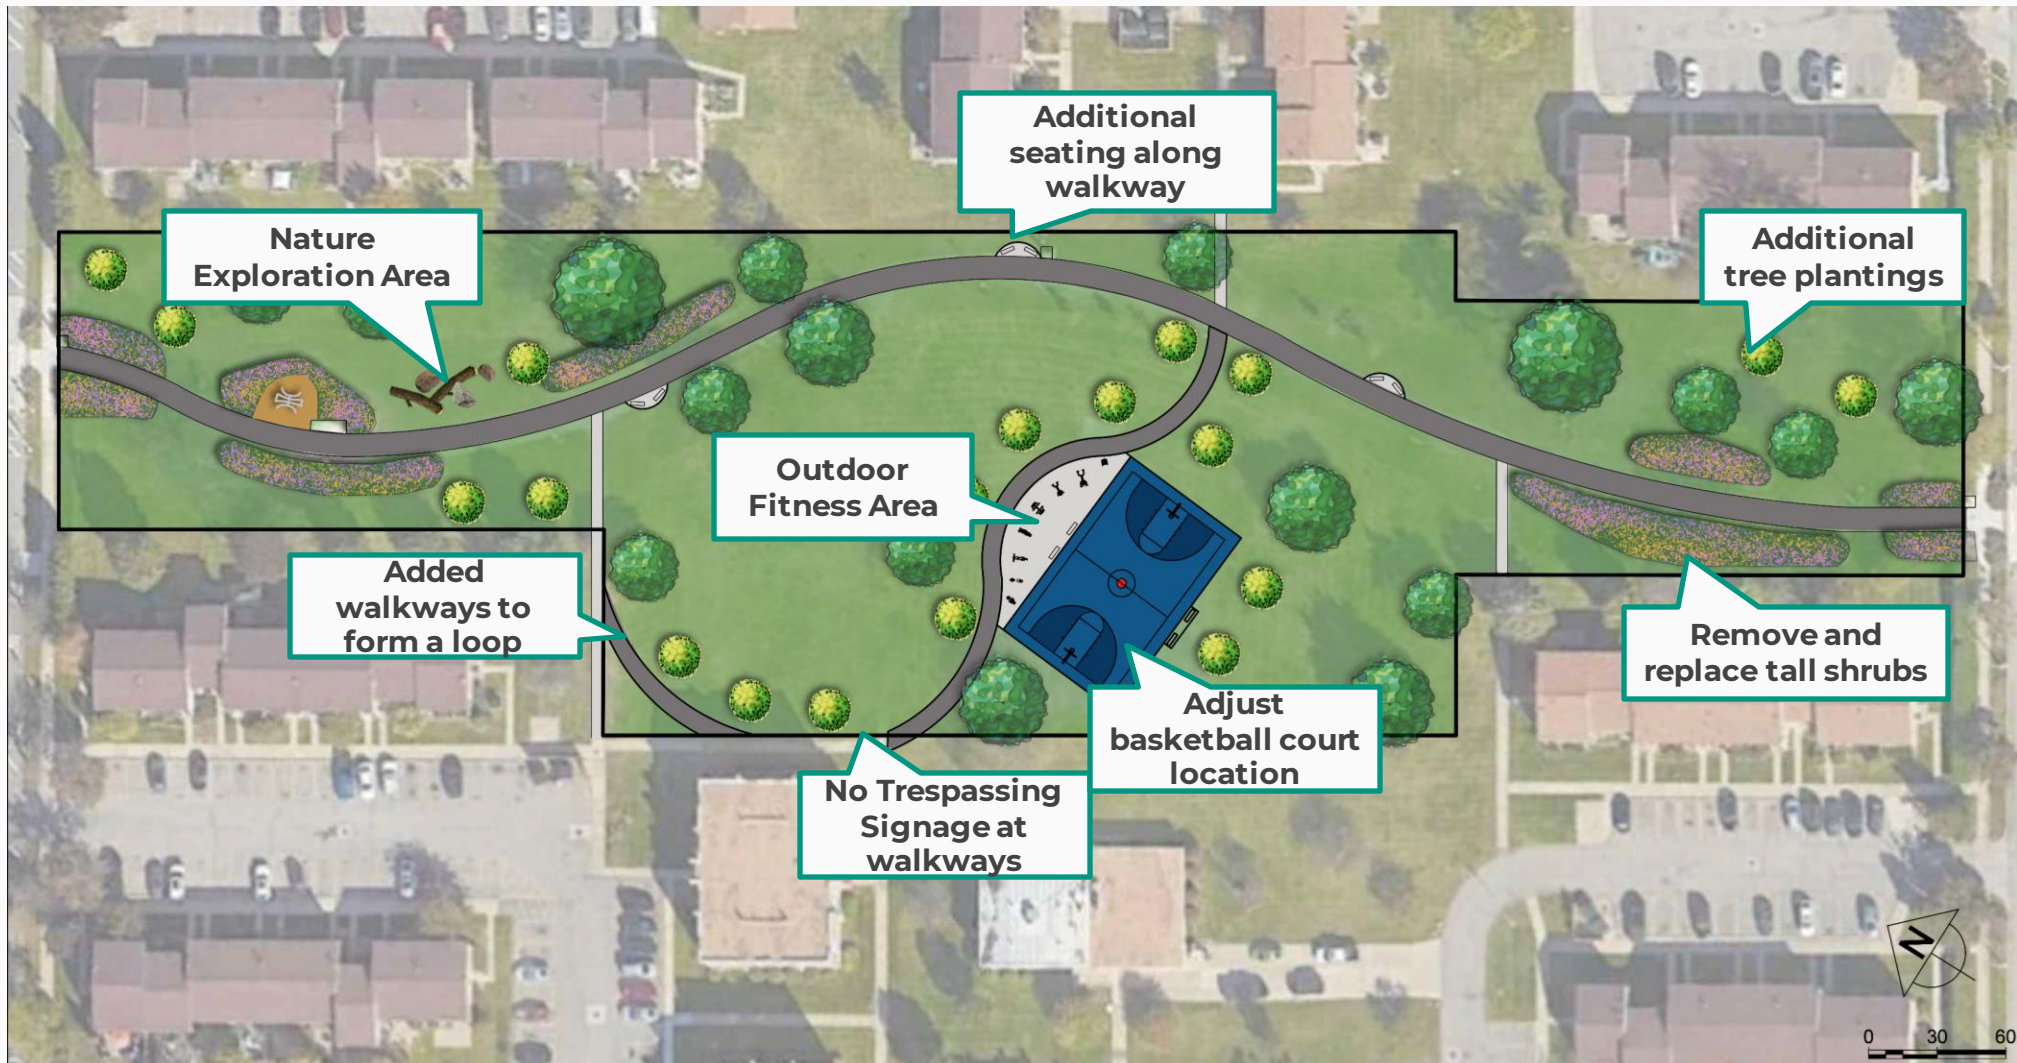 Additional
seating along
walkway
Nature
Exploration Area
Additional
tree plantings
Outdoor
Fitness Area
Added
walkways to
form a loop
Remove and
replace tall shrubs
Adjust
basketball court
location
No Trespassing
Signage at
walkways
N
0 30 60